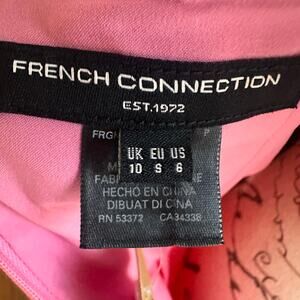 FRENCH CONNECTION
EST.1972
UK EU US
10 S 6
HECHO EN CHINA
DIBUAT DI CINA
RN 53372 CA34338